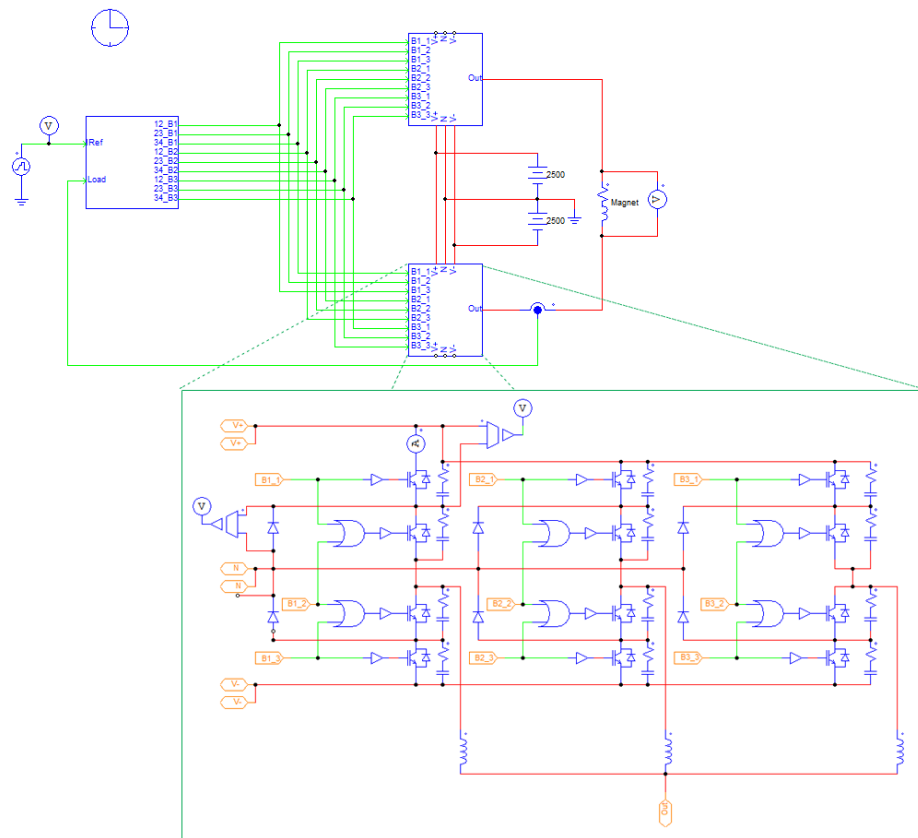 B1_1
B1_2
B1_3
B2_1
B2_2
B2_3
B3_1
B3_2
B3_3
V+
N
V-
Out
V+
N
V-
V
IRef
Load
12_B1
23_B1
34_B1
12_B2
23_B2
34_B2
12_B3
23_B3
34_B3
2500
2500
Magnet
V
B1_1
B1_2
B1_3
B2_1
B2_2
B2_3
B3_1
B3_2
B3_3
V+
N
V-
Out
V+
N
V-
V+
V+
V
A
B1_1
B2_1
B3_1
V
N
N
B1_2
B2_2
B3_2
B1_3
B2_3
B3_3
V-
V-
Out